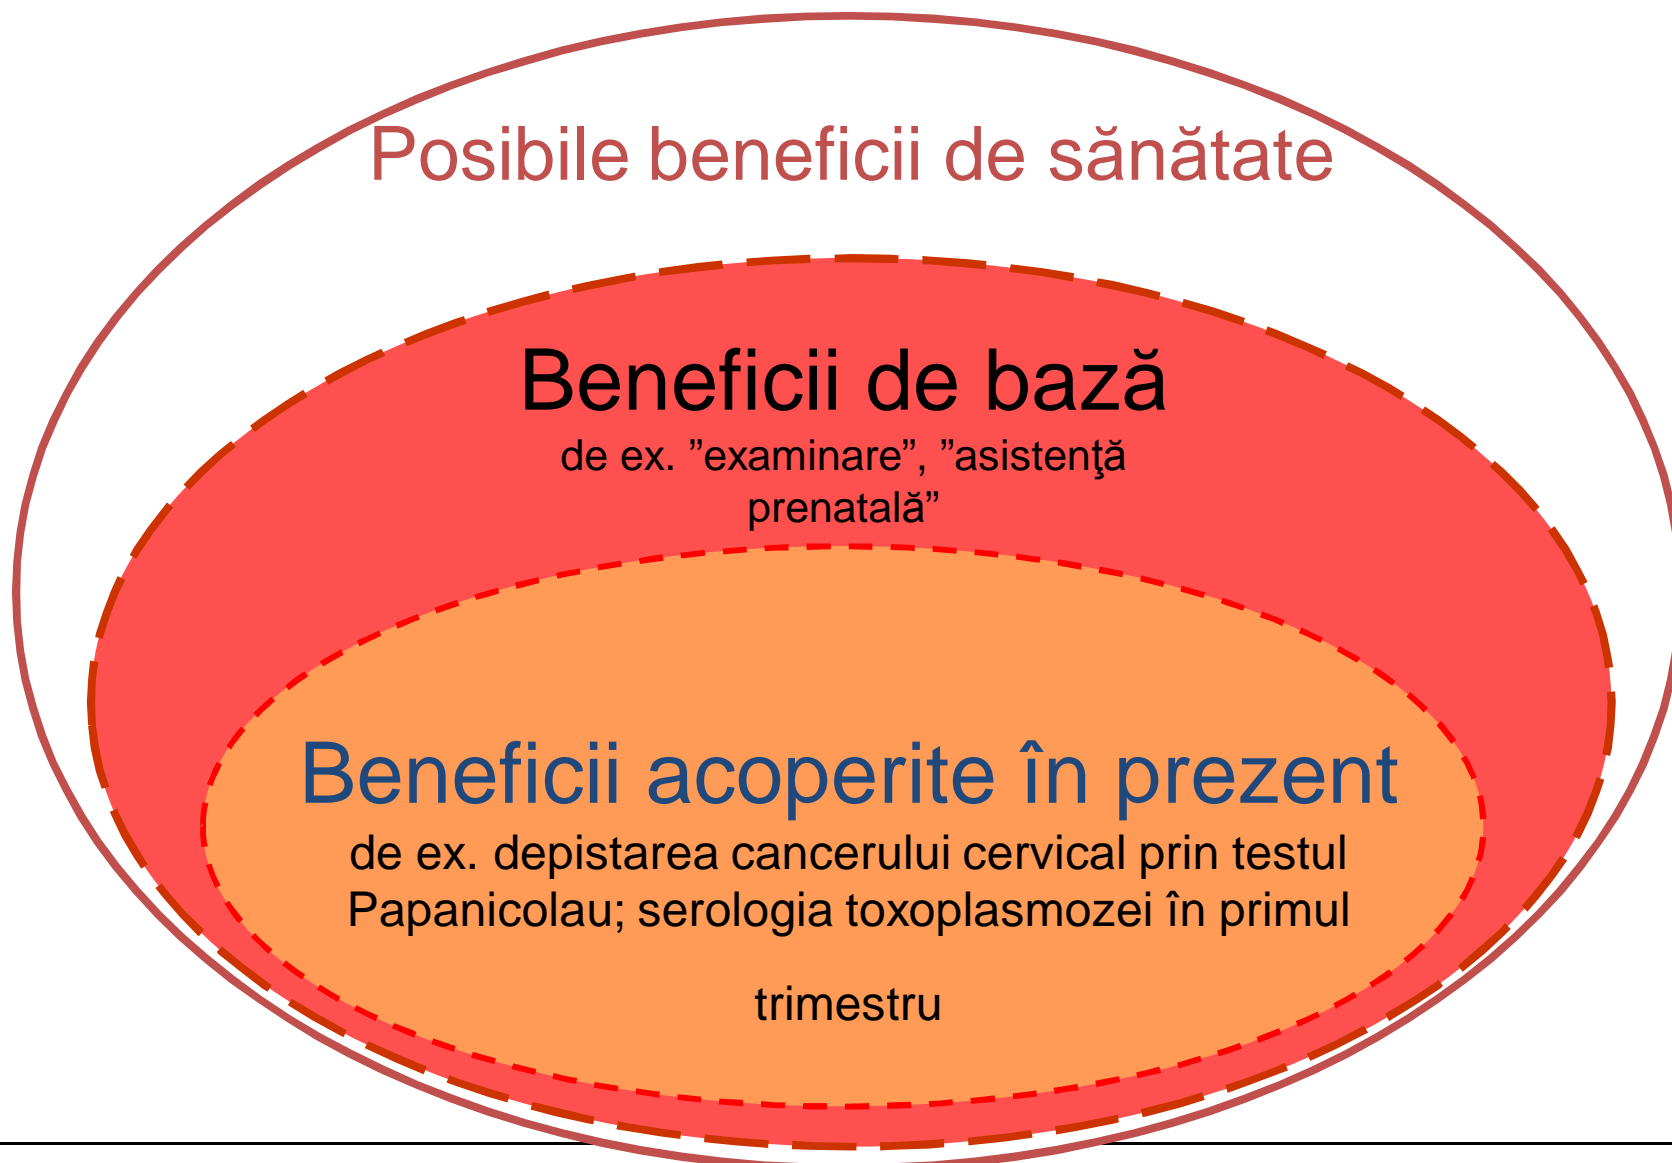 Posibile beneficii de sănătate
Beneficii de bază
de ex. ”examinare”, ”asistenţă
prenatală”
Beneficii acoperite în prezent
de ex. depistarea cancerului cervical prin testul
Papanicolau; serologia toxoplasmozei în primul
trimestru